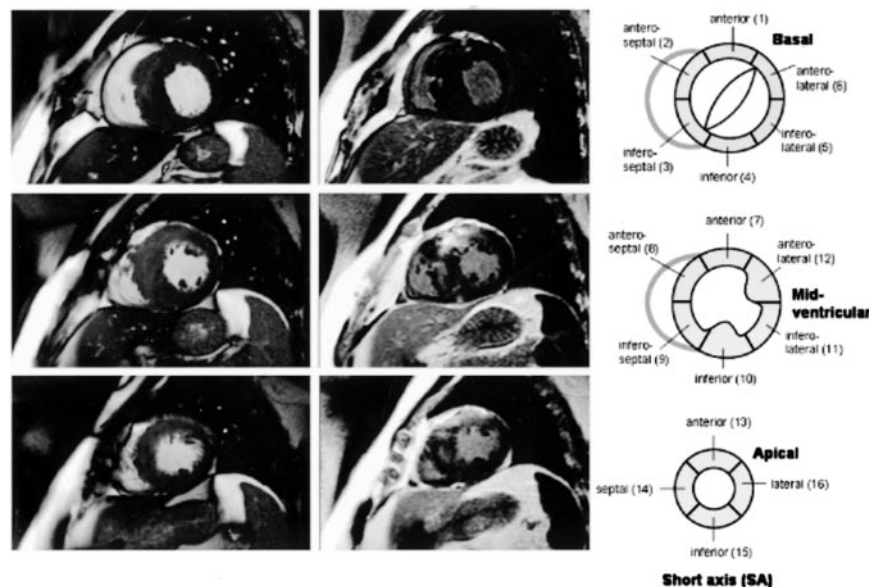 anterior (1)
antero-
septal (2)
Basal
antero-
lateral (6)
infero-
septal (3)
infero-
lateral (5)
inferior (4)
anterior (7)
antero-
septal (8)
antero-
lateral (12)
Mid-
ventricular
infero-
septal (9)
infero-
lateral (11)
inferior (10)
anterior (13)
Apical
septal (14)
lateral (16)
inferior (15)
Short axis (SA)